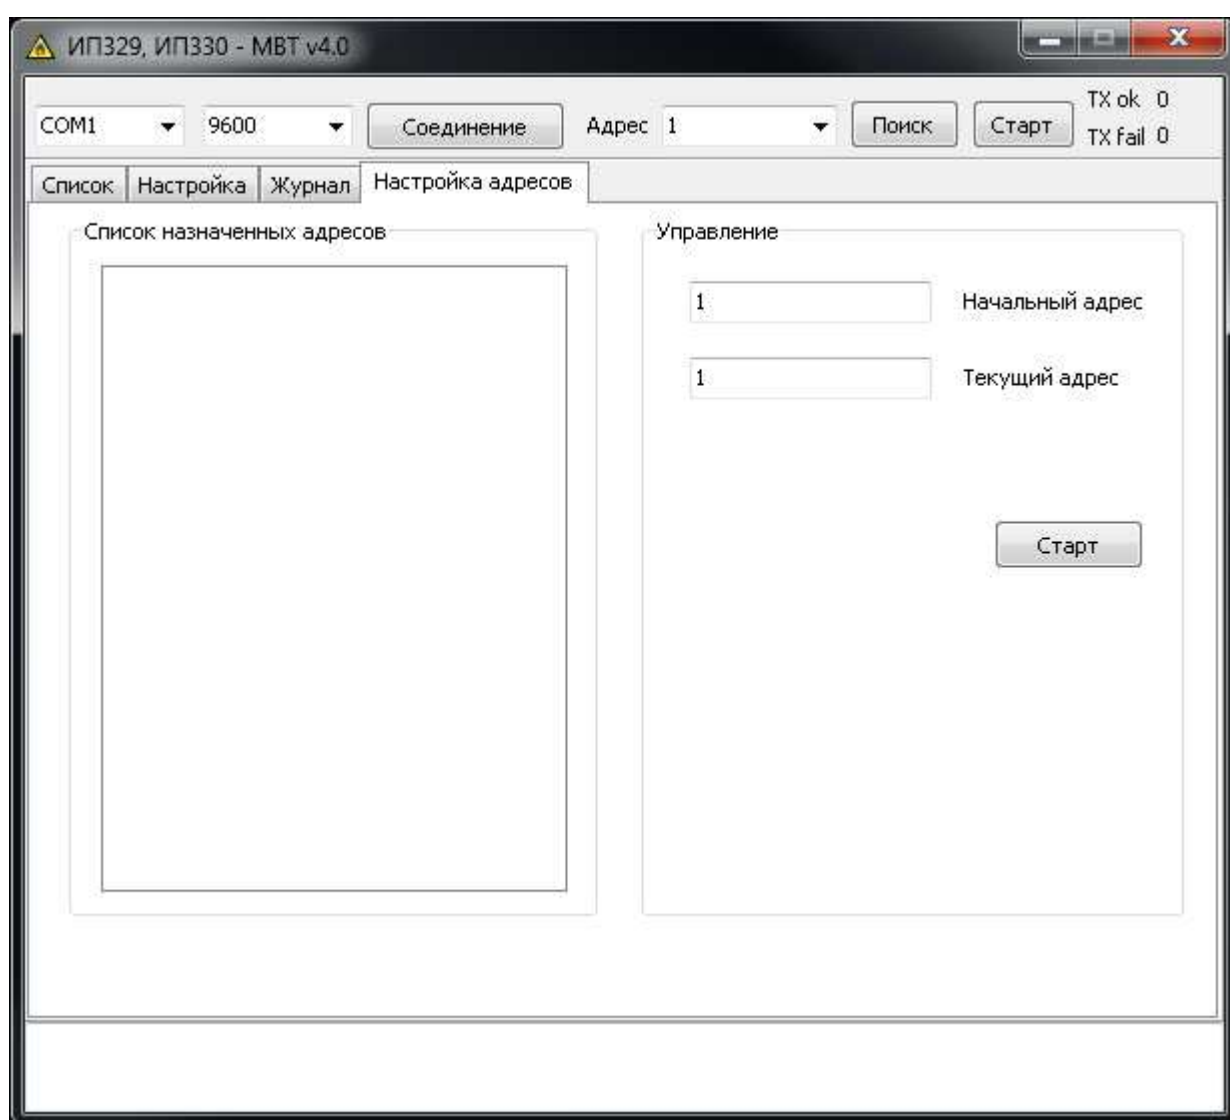 ИП329, ИП330 - МВТ v4.0
COM1 9600 Соединение Адрес 1 Поиск Старт TX ok 0
TX fail 0
Список Настройка Журнал Настройка адресов
Список назначенных адресов Управление
1 Начальный адрес
1 Текущий адрес
Старт